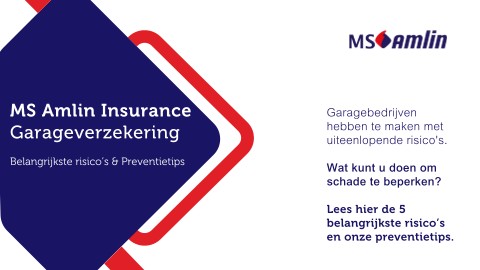 MS Amlin
MS Amlin Insurance
Garageverzekering
Belangrijkste risico's & Preventietips
Garagebedrijven
hebben te maken met
uiteenlopende risico's.
Wat kunt u doen om
schade te beperken?
Lees hier de 5
belangrijkste risico's
en onze preventietips.